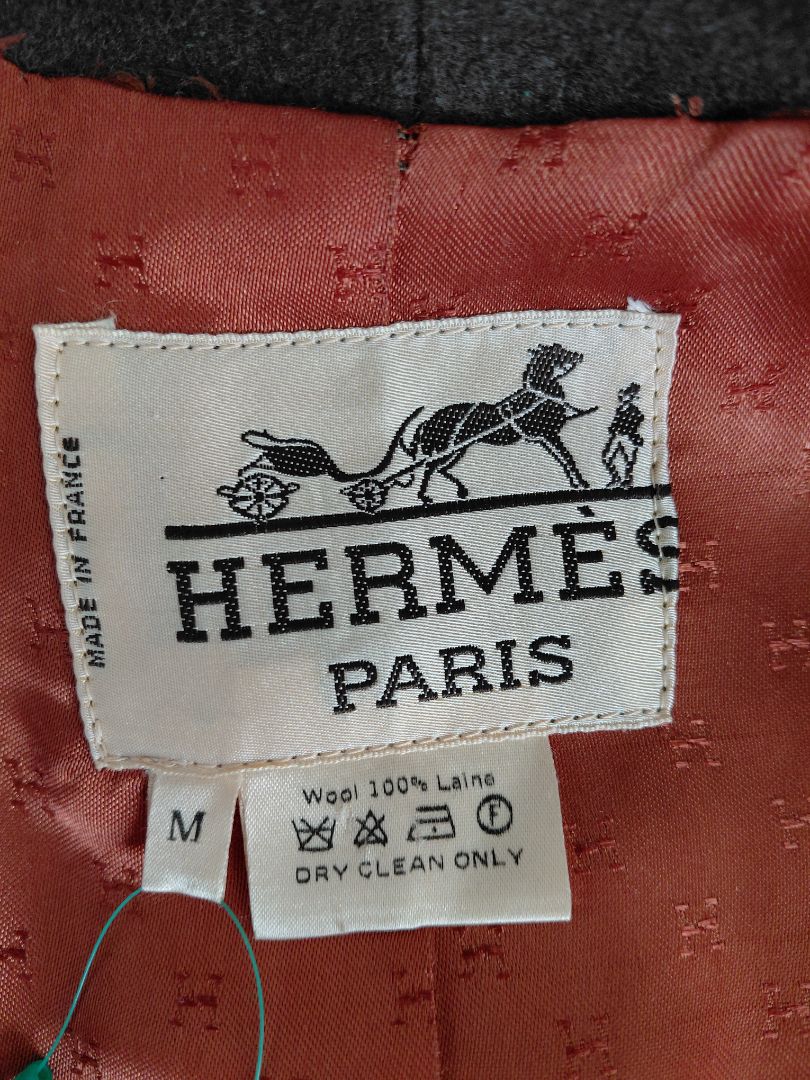 MADE IN FRANCE
HERMÈS
PARIS
M
Wool 100% Laine
F
DRY CLEAN ONLY